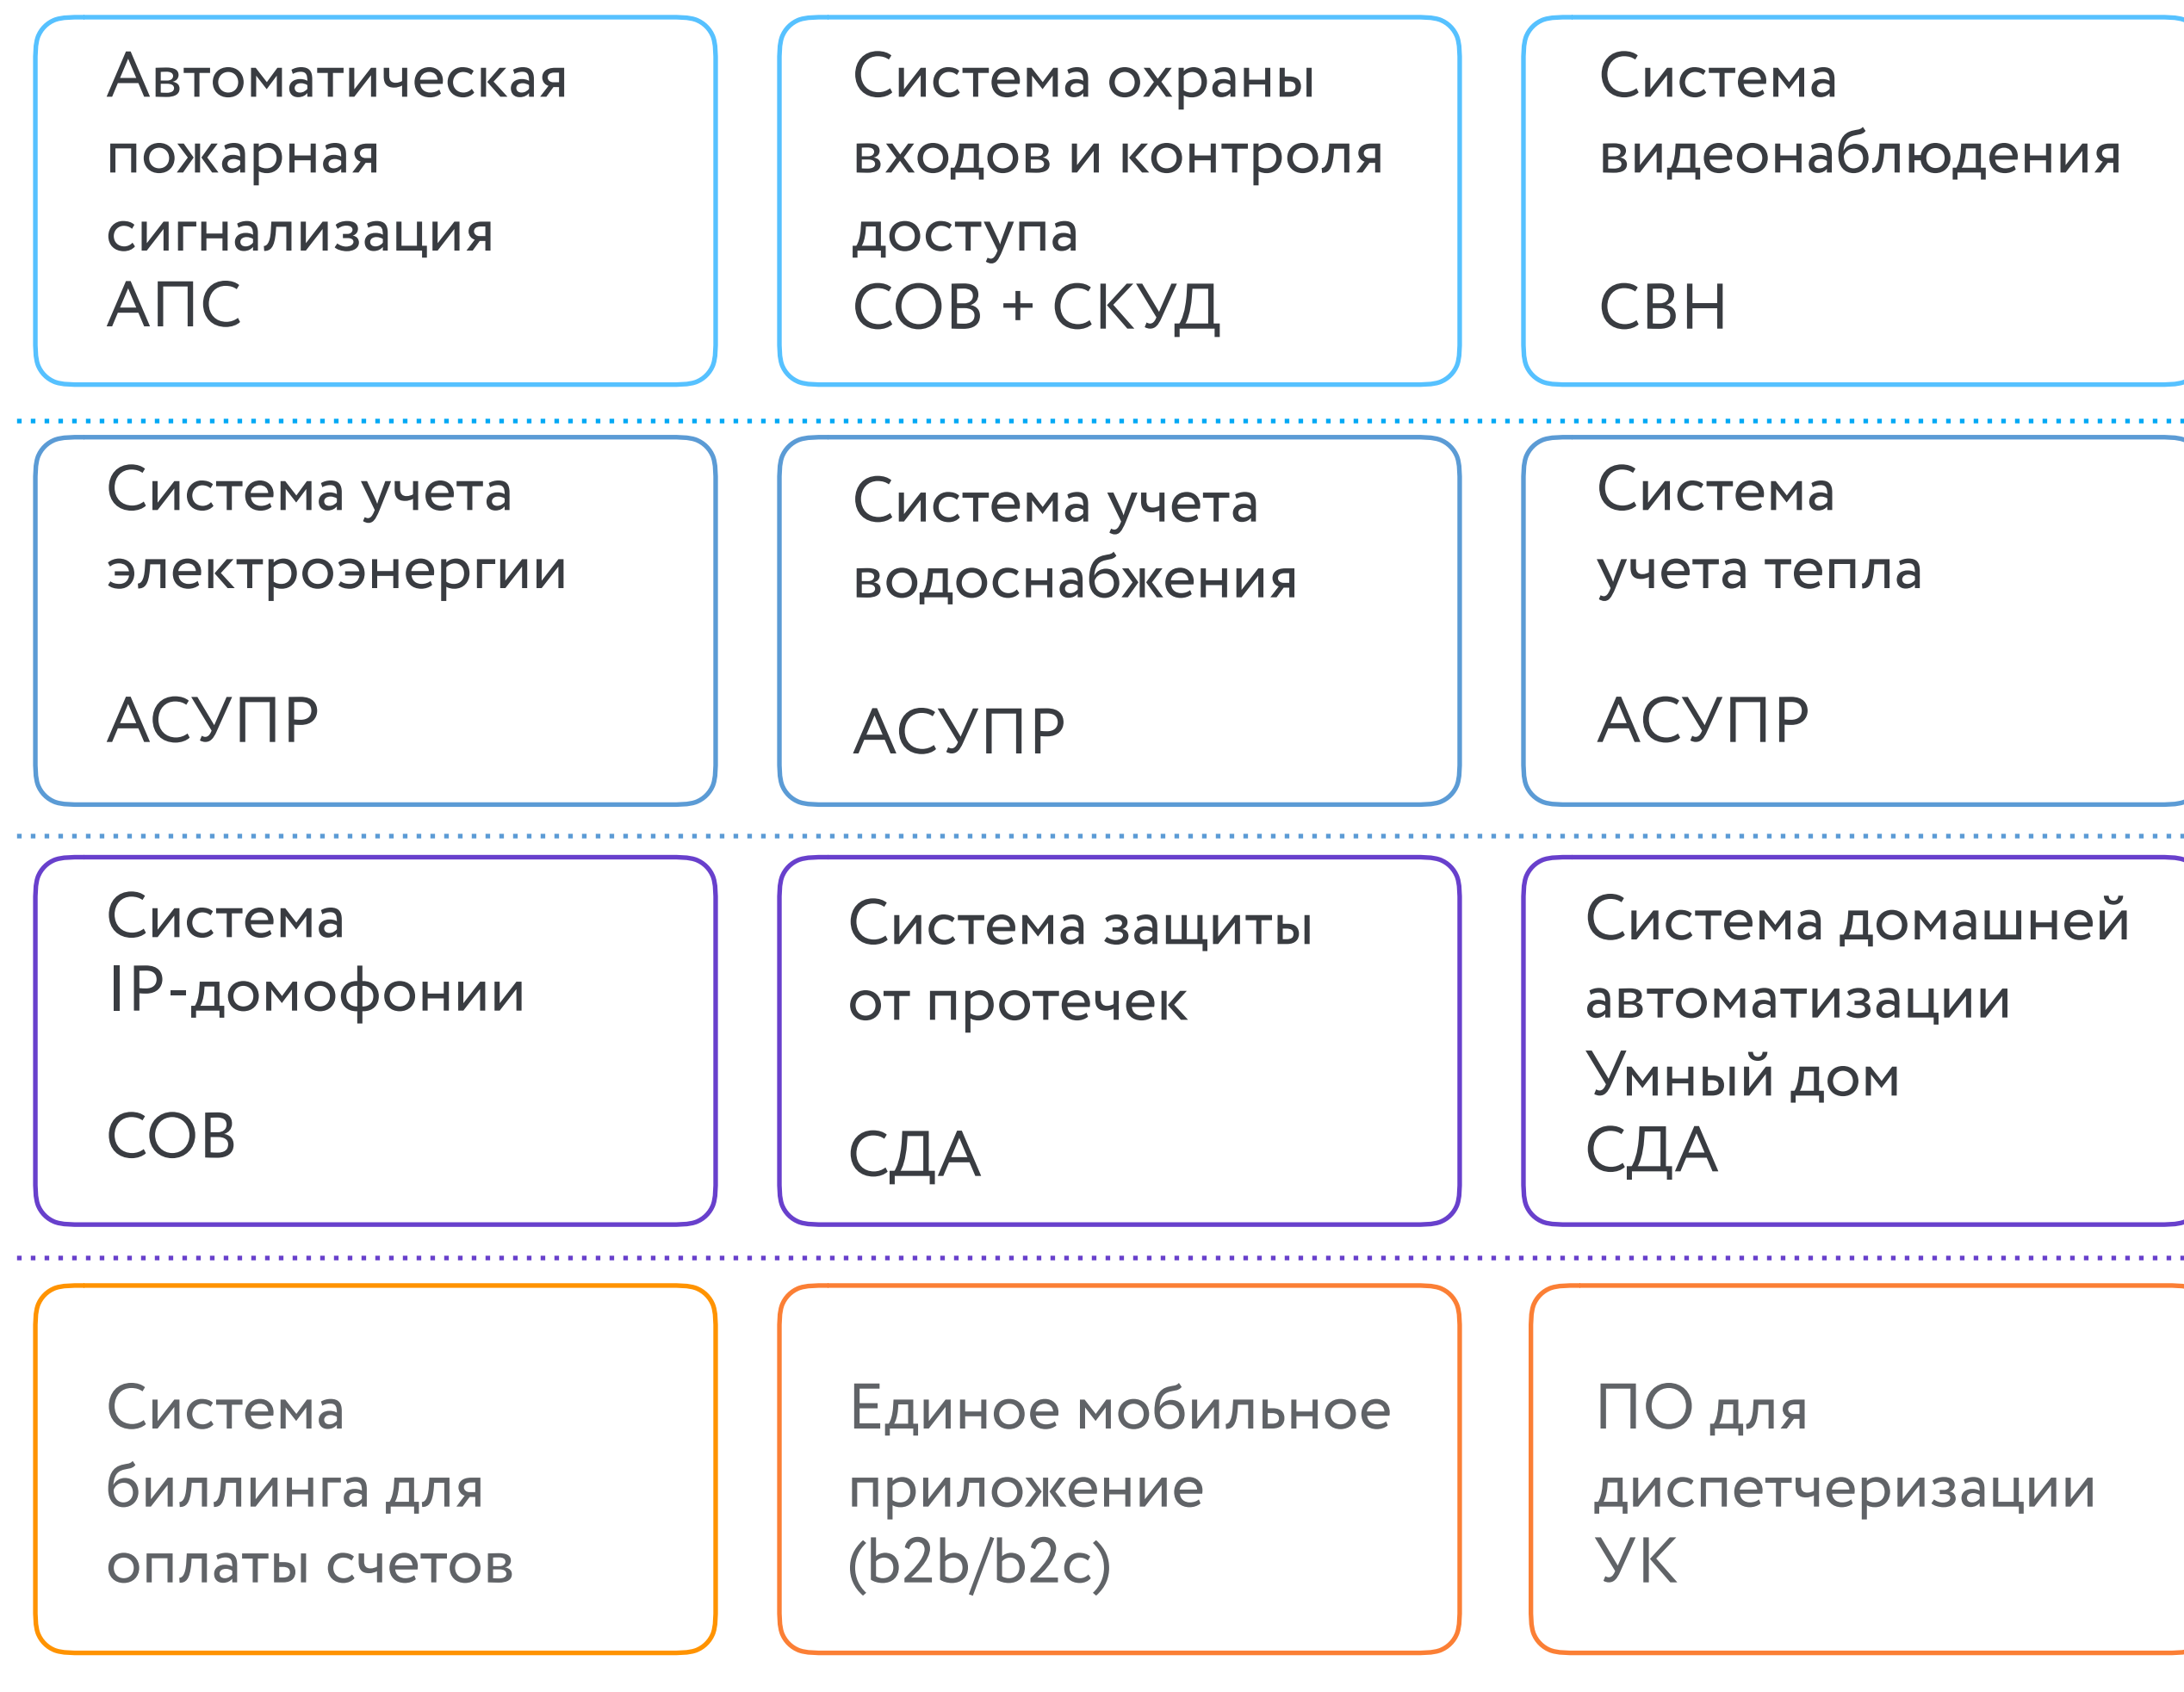 Автоматическая
пожарная
сигнализация
АПС
Система охраны
входов и контроля
доступа
СОВ + СКУД
Система
видеонаблюдения
СВН
Система учета
электроэнергии
АСУПР
Система учета
водоснабжения
АСУПР
Система
учета тепла
АСУПР
Система
IP-домофонии
СОВ
Система защиты
от протечек
СДА
Система домашней
автоматизации
Умный дом
СДА
Система
биллинга для
оплаты счетов
Единое мобильное
приложение
(b2b/b2c)
ПО для
диспетчеризации
УК